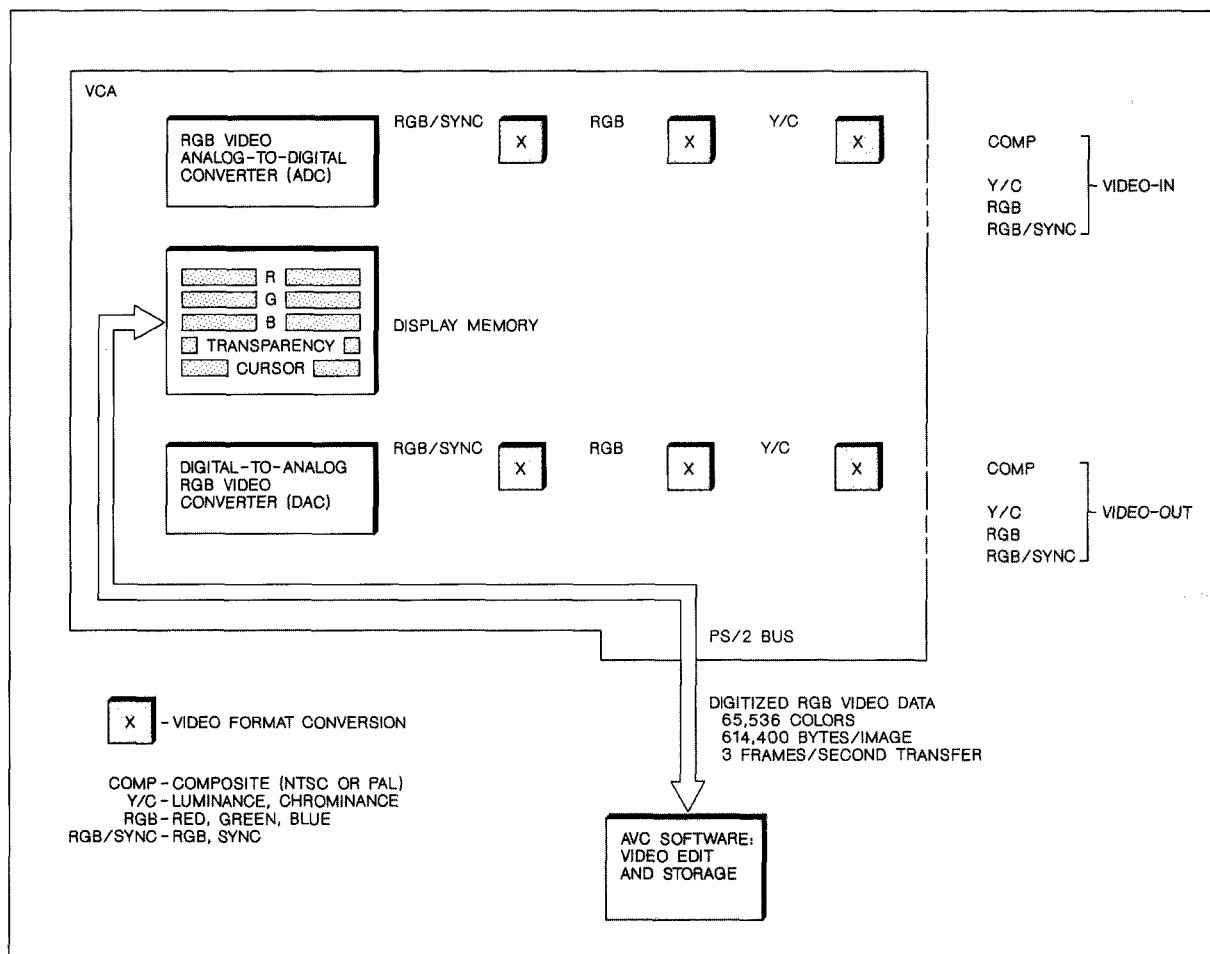 VCA
RGB VIDEO
ANALOG-TO-DIGITAL
CONVERTER (ADC)
RGB/SYNC
X
RGB
X
Y/C
X
COMP
Y/C
RGB
RGB/SYNC
VIDEO-IN
R
G
B
TRANSPARENCY
CURSOR
DISPLAY MEMORY
DIGITAL-TO-ANALOG
RGB VIDEO
CONVERTER (DAC)
RGB/SYNC
X
RGB
X
Y/C
X
COMP
Y/C
RGB
RGB/SYNC
VIDEO-OUT
PS/2 BUS
X - VIDEO FORMAT CONVERSION
COMP - COMPOSITE (NTSC OR PAL)
Y/C - LUMINANCE, CHROMINANCE
RGB - RED, GREEN, BLUE
RGB/SYNC - RGB, SYNC
DIGITIZED RGB VIDEO DATA
65,536 COLORS
614,400 BYTES/IMAGE
3 FRAMES/SECOND TRANSFER
AVC SOFTWARE:
VIDEO EDIT
AND STORAGE